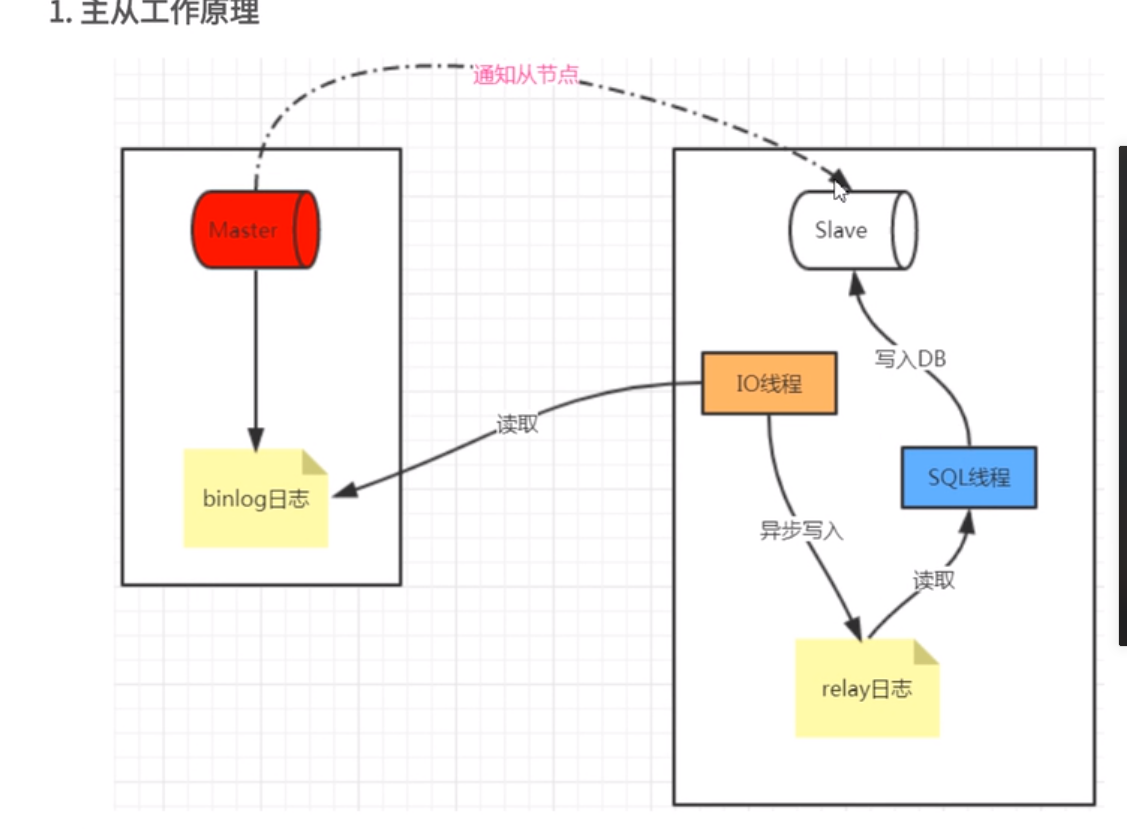 1. 主从工作原理
通知从节点
Master
Slave
写入DB
IO线程
读取
SQL线程
binlog日志
异步写入
读取
relay日志